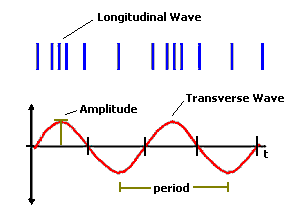 Longitudinal Wave
Amplitude
Transverse Wave
t
period